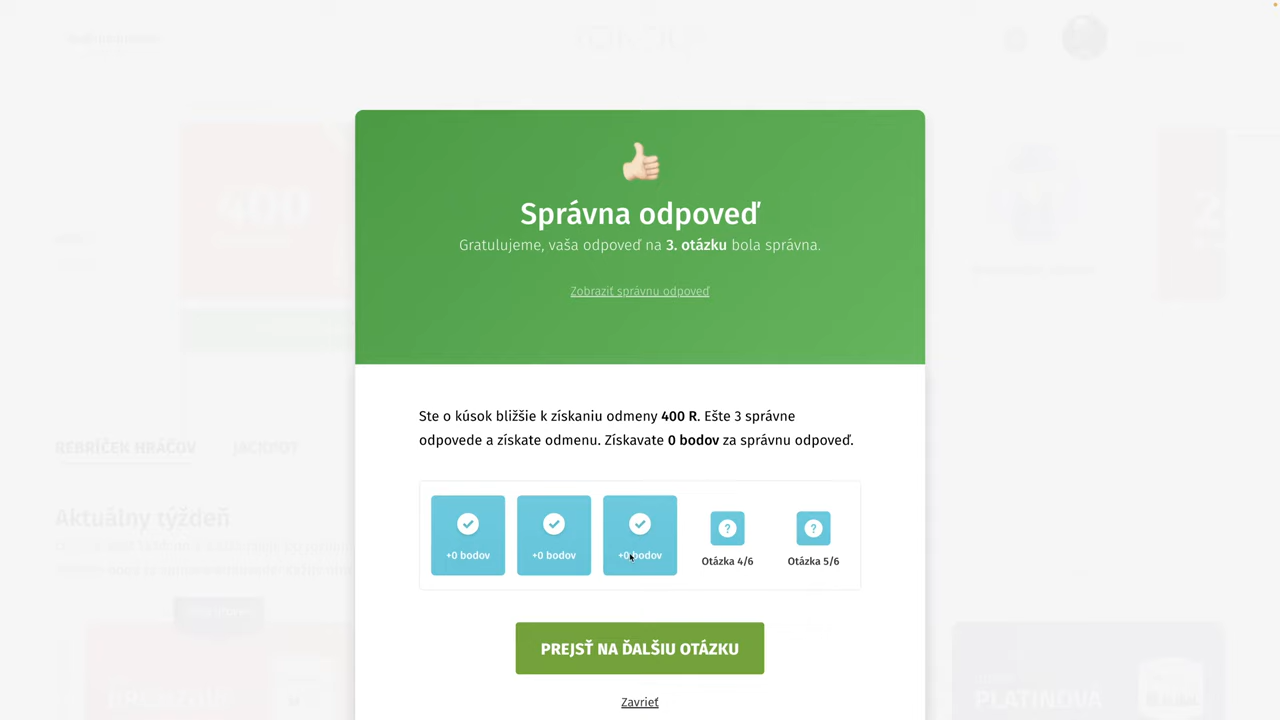 Správna odpoveď
Gratulujeme, vaša odpoveď na 3. otázku bola správna.
Zobraziť správnu odpoveď
400
REBRÍČEK HRÁČOV
JACKPOT
Aktuálny týždeň
Ste o kúsok bližšie k získaniu odmeny 400 R. Ešte 3 správne
odpovede a získate odmenu. Získavate 0 bodov za správnu odpoveď.
+0 bodov
+0 bodov
+0 bodov
Otázka 4/6
Otázka 5/6
PREJSŤ NA ĎALŠIU OTÁZKU
Zavrieť
PLATINOVÁ